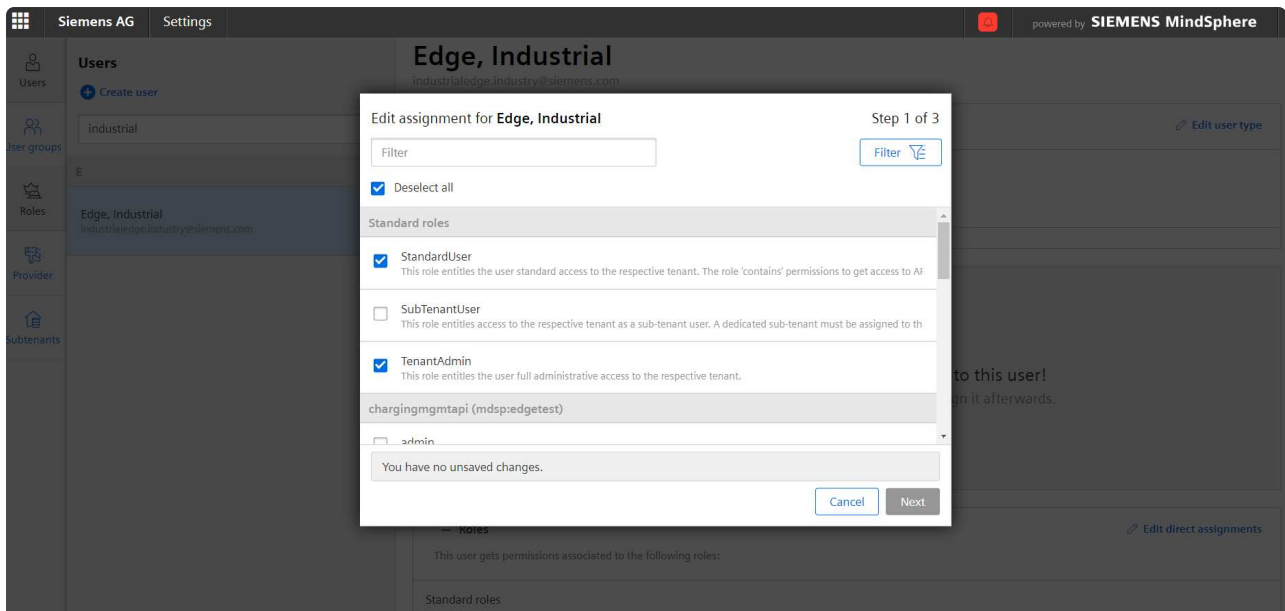 Siemens AG
Settings
powered by SIEMENS MindSphere
Users
User groups
Roles
Provider
Subtenants
Users
Create user
industrial
E
Edge, Industrial
industrialedge.industry@siemens.com
Edge, Industrial
industrialedge.industry@siemens.com
Edit user type
to this user!
gn it afterwards.
Edit assignment for Edge, Industrial
Step 1 of 3
Filter
Filter
Deselect all
Standard roles
StandardUser
This role entitles the user standard access to the respective tenant. The role 'contains' permissions to get access to AF
SubTenantUser
This role entitles access to the respective tenant as a sub-tenant user. A dedicated sub-tenant must be assigned to th
TenantAdmin
This role entitles the user full administrative access to the respective tenant.
chargingmgmtapi (mdsp:edgetest)
admin
You have no unsaved changes.
Cancel
Next
Roles
Edit direct assignments
This user gets permissions associated to the following roles:
Standard roles